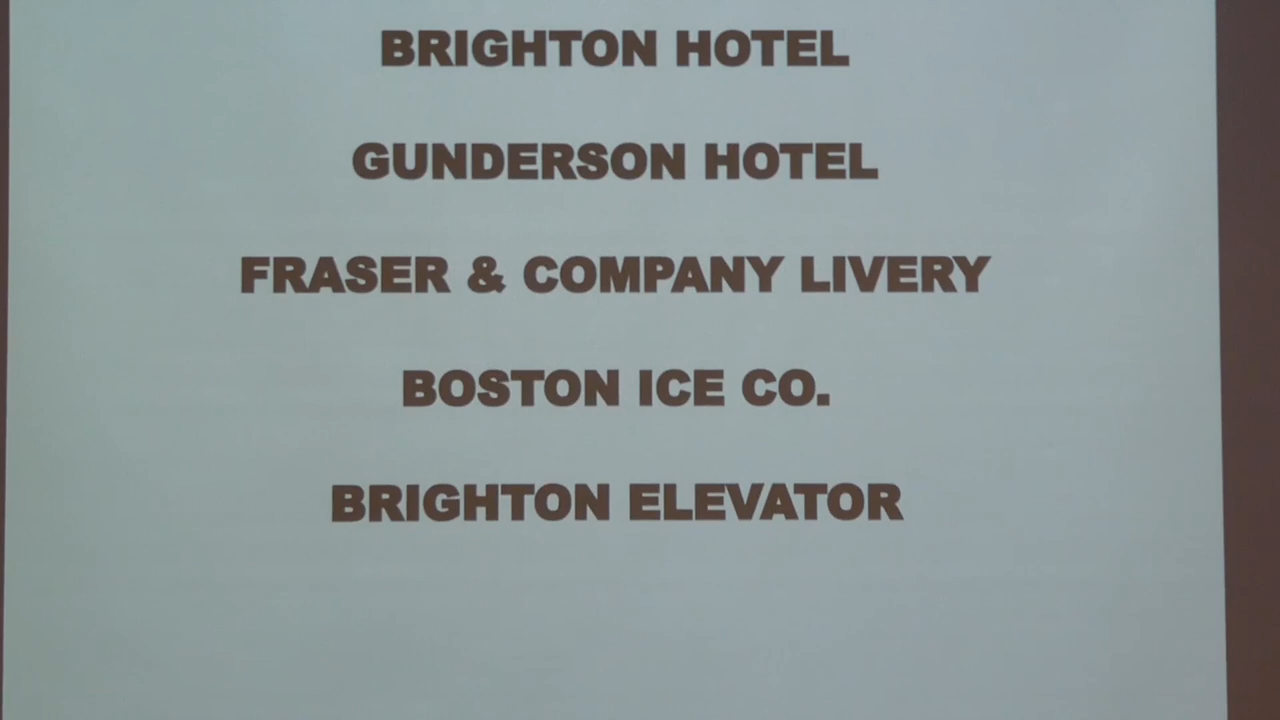 BRIGHTON HOTEL
GUNDERSON HOTEL
FRASER & COMPANY LIVERY
BOSTON ICE CO.
BRIGHTON ELEVATOR